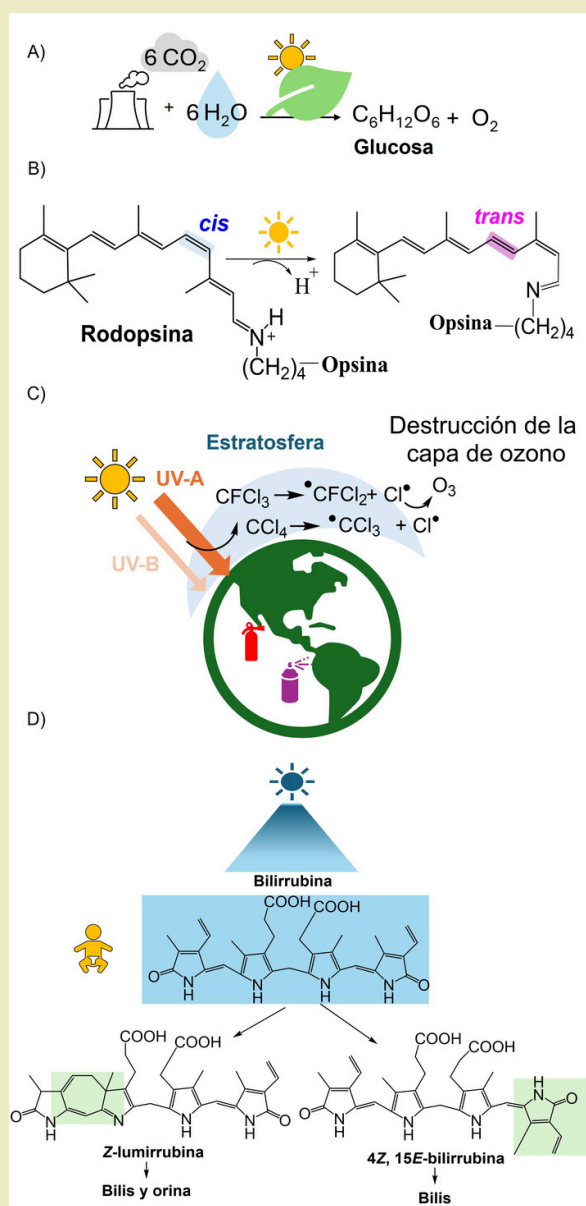 A)
6 CO2
+ 6 H2O → C6H12O6 + O2
Glucosa
B)
cis
trans
H+
N
H
+
N
Rodopsina
Opsina—(CH2)4
(CH2)4—Opsina
C)
Destrucción de la
capa de ozono
Estratosfera
UV-A
CFCl3 → •CFCl2 + Cl• O3
CCl4 → •CCl3 + Cl•
UV-B
D)
Bilirrubina
COOH COOH
O N H N H N H N H O
COOH COOH
O N H N N H N H O
COOH COOH
O N H N H N H H N O
Z-lumirrubina
4Z, 15E-bilirrubina
Bilis y orina
Bilis